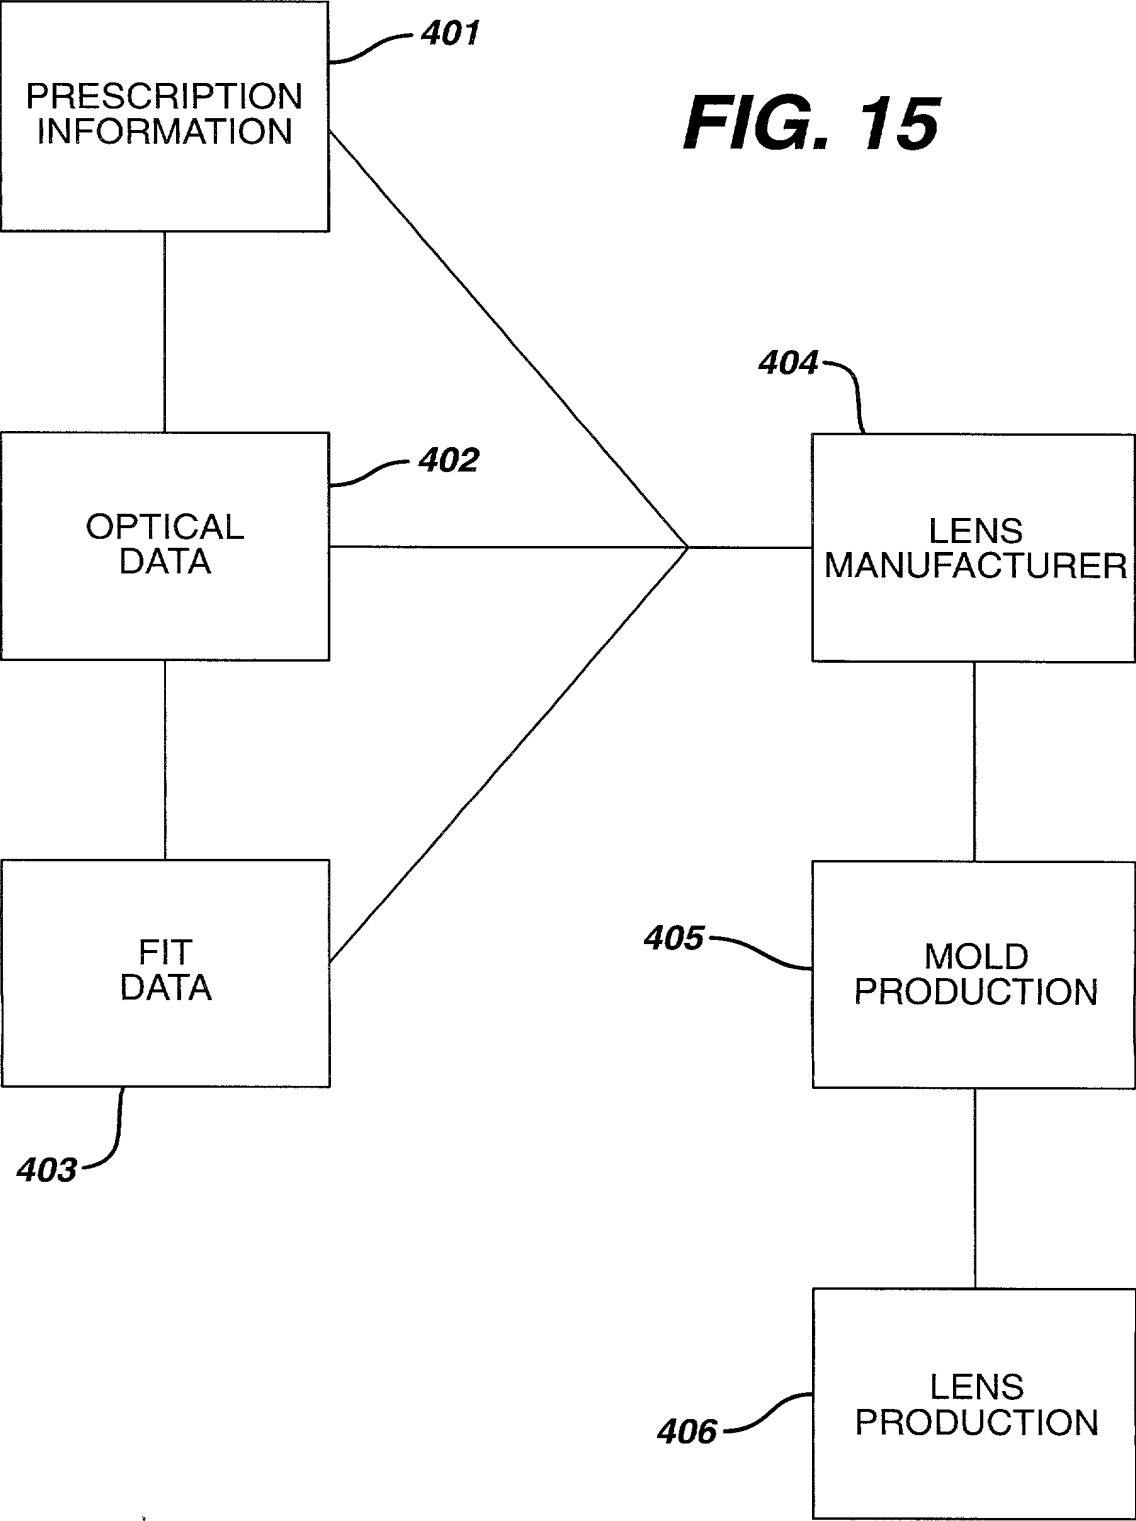 401
PRESCRIPTION
INFORMATION
FIG. 15
404
402
OPTICAL
DATA
LENS
MANUFACTURER
405
FIT
DATA
MOLD
PRODUCTION
403
406
LENS
PRODUCTION